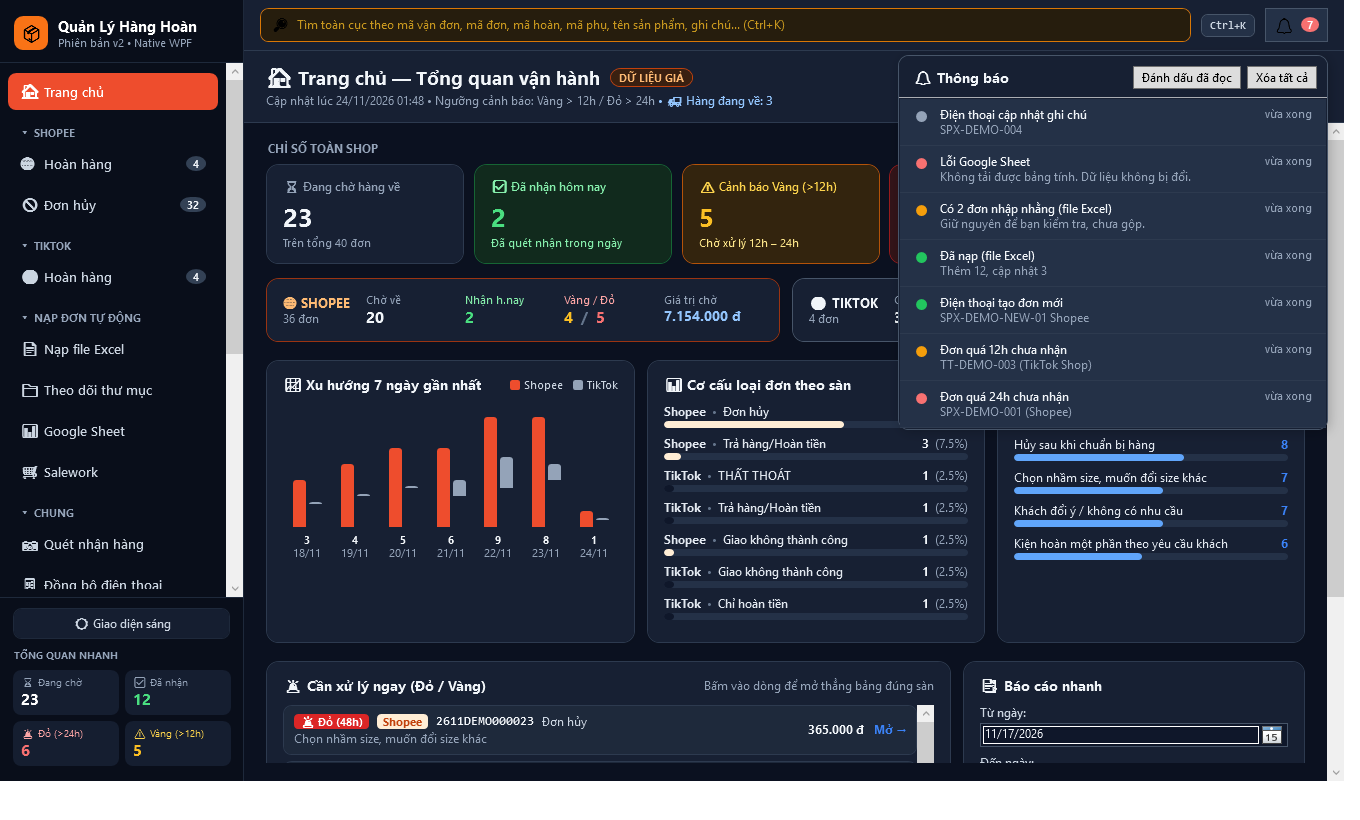 Quản Lý Hàng Hoàn
Phiên bản v2 • Native WPF
Trang chủ
SHOPEE
Hoàn hàng 4
Đơn hủy 32
TIKTOK
Hoàn hàng 4
NẠP ĐƠN TỰ ĐỘNG
Nạp file Excel
Theo dõi thư mục
Google Sheet
Salework
CHUNG
Quét nhận hàng
Đồng bộ điện thoại
Giao diện sáng
TỔNG QUAN NHANH
Đang chờ
23
Đã nhận
12
Đỏ (>24h)
6
Vàng (>12h)
5
Tìm toàn cục theo mã vận đơn, mã đơn, mã hoàn, mã phụ, tên sản phẩm, ghi chú... (Ctrl+K)
Ctrl+K
7
Trang chủ — Tổng quan vận hành DỮ LIỆU GIẢ
Cập nhật lúc 24/11/2026 01:48 • Ngưỡng cảnh báo: Vàng > 12h / Đỏ > 24h • Hàng đang về: 3
CHỈ SỐ TOÀN SHOP
Đang chờ hàng về
23
Trên tổng 40 đơn
Đã nhận hôm nay
2
Đã quét nhận trong ngày
Cảnh báo Vàng (>12h)
5
Chờ xử lý 12h – 24h
SHOPEE
36 đơn
Chờ về
20
Nhận h.nay
2
Vàng / Đỏ
4 / 5
Giá trị chờ
7.154.000 đ
TIKTOK
4 đơn
Thông báo
Đánh dấu đã đọc
Xóa tất cả
Điện thoại cập nhật ghi chú vừa xong
SPX-DEMO-004
Lỗi Google Sheet vừa xong
Không tải được bảng tính. Dữ liệu không bị đổi.
Có 2 đơn nhập nhằng (file Excel) vừa xong
Giữ nguyên để bạn kiểm tra, chưa gộp.
Đã nạp (file Excel) vừa xong
Thêm 12, cập nhật 3
Điện thoại tạo đơn mới vừa xong
SPX-DEMO-NEW-01 Shopee
Đơn quá 12h chưa nhận vừa xong
TT-DEMO-003 (TikTok Shop)
Đơn quá 24h chưa nhận vừa xong
SPX-DEMO-001 (Shopee)
Xu hướng 7 ngày gần nhất
Shopee TikTok
3 4 5 6 9 8 1
18/11 19/11 20/11 21/11 22/11 23/11 24/11
Cơ cấu loại đơn theo sàn
Shopee • Đơn hủy
Shopee • Trả hàng/Hoàn tiền 3 (7.5%)
TikTok • THẤT THOÁT 1 (2.5%)
TikTok • Trả hàng/Hoàn tiền 1 (2.5%)
Shopee • Giao không thành công 1 (2.5%)
TikTok • Giao không thành công 1 (2.5%)
TikTok • Chỉ hoàn tiền 1 (2.5%)
Hủy sau khi chuẩn bị hàng 8
Chọn nhầm size, muốn đổi size khác 7
Khách đổi ý / không có nhu cầu 7
Kiện hoàn một phần theo yêu cầu khách 6
Cần xử lý ngay (Đỏ / Vàng)
Bấm vào dòng để mở thẳng bảng đúng sàn
Đỏ (48h) Shopee 2611DEMO000023 Đơn hủy
Chọn nhầm size, muốn đổi size khác
365.000 đ Mở →
Báo cáo nhanh
Từ ngày:
11/17/2026
15
Đến ngày: